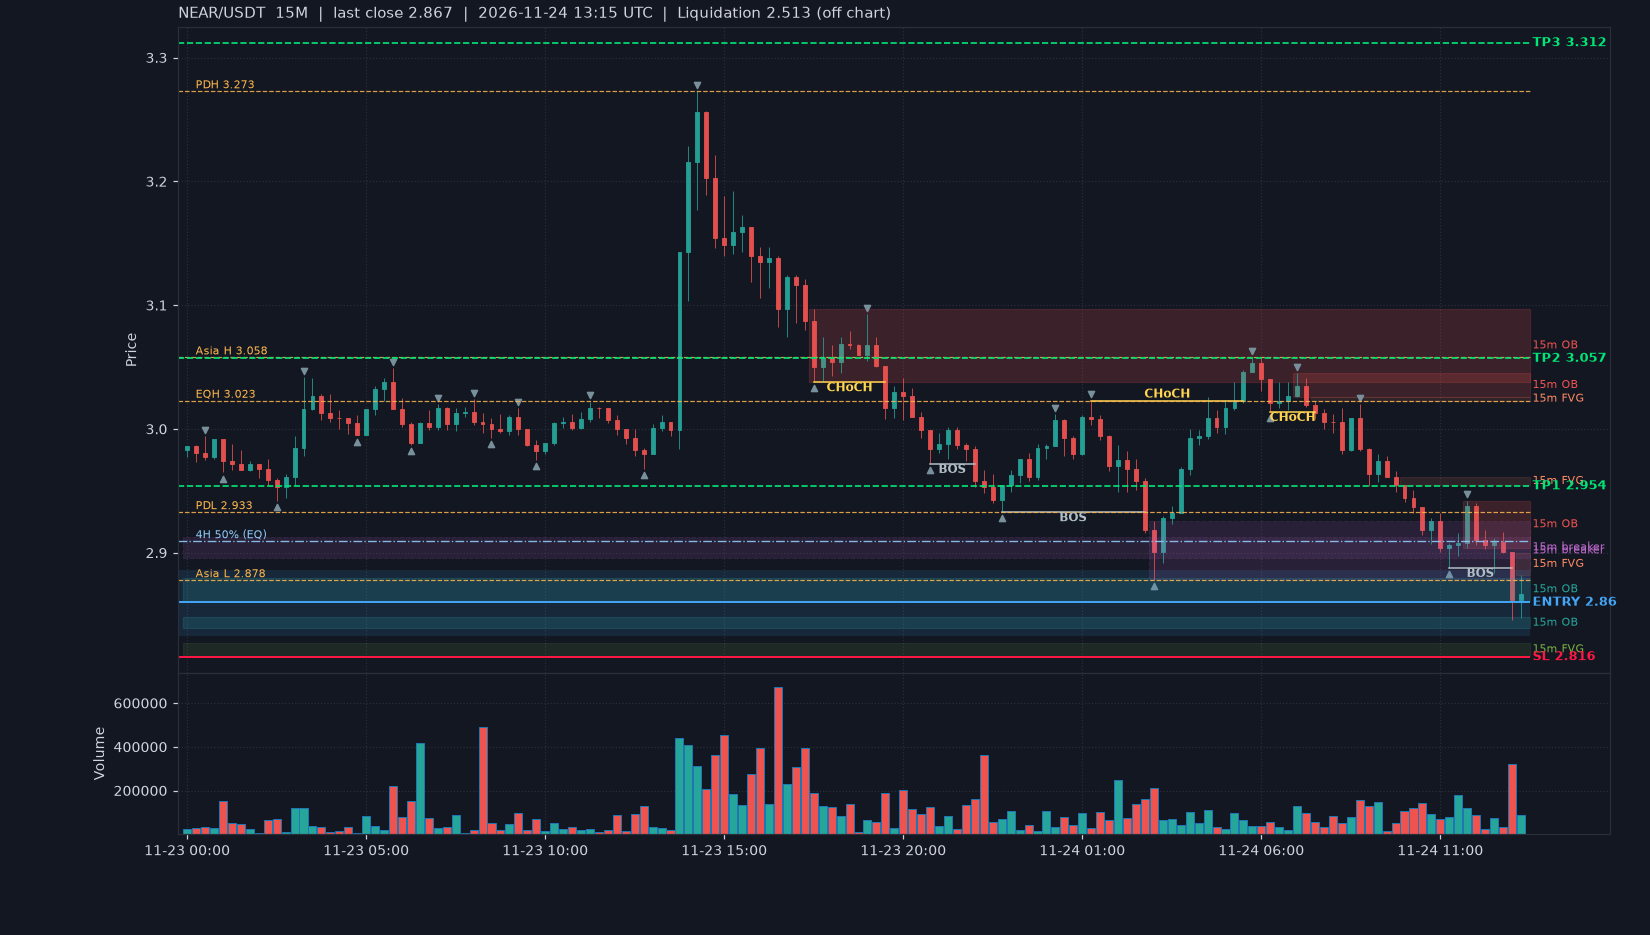 NEAR/USDT 15M | last close 2.867 | 2026-11-24 13:15 UTC | Liquidation 2.513 (off chart)
TP3 3.312
3.3
PDH 3.273
3.2
3.1
Price
Asia H 3.058
15m OB
TP2 3.057
CHoCH
15m OB
EQH 3.023
CHoCH
15m FVG
CHoCH
3.0
BOS
15m FVG
TP1 2.954
PDL 2.933
BOS
15m OB
4H 50% (EQ)
15m breaker
15m breaker
2.9
15m FVG
Asia L 2.878
BOS
15m OB
ENTRY 2.86
15m OB
15m FVG
SL 2.816
Volume
600000
400000
200000
11-23 00:00
11-23 05:00
11-23 10:00
11-23 15:00
11-23 20:00
11-24 01:00
11-24 06:00
11-24 11:00